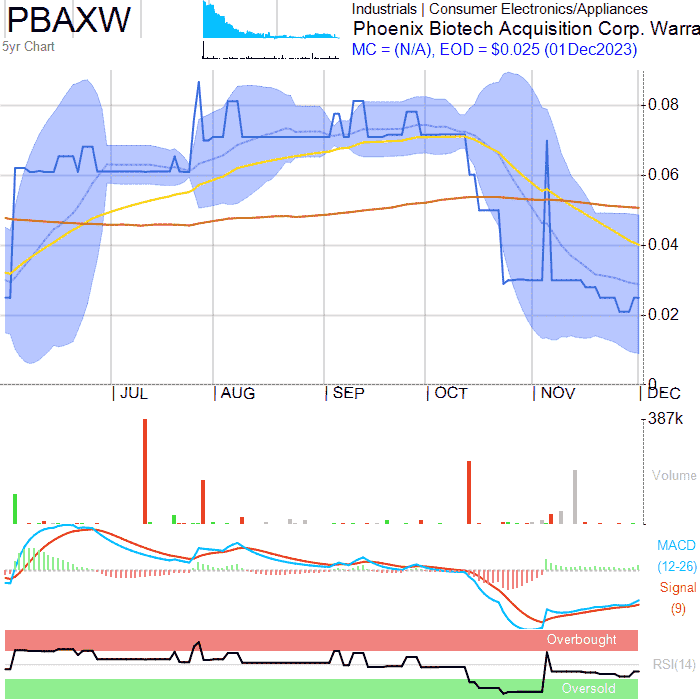 PBAXW
5yr Chart
Industrials | Consumer Electronics/Appliances
Phoenix Biotech Acquisition Corp. Warra
MC = (N/A), EOD = $0.025 (01Dec2023)
0.08
0.06
0.04
0.02
0
JUL AUG SEP OCT NOV DEC
387k
Volume
MACD
(12-26)
Signal
(9)
Overbought
RSI(14)
Oversold